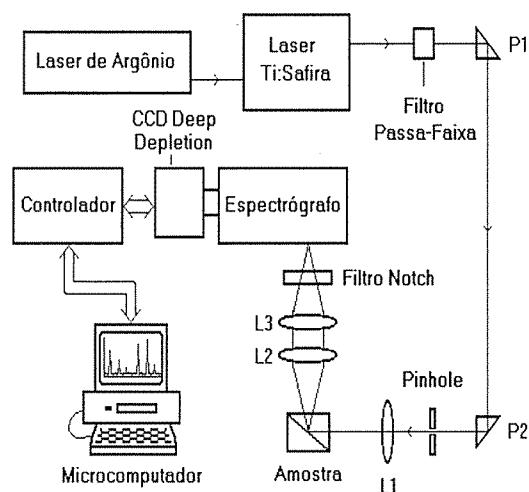 Laser de Argônio
Laser
Ti:Safira
P1
Filtro
Passa-Faixa
CCD Deep
Depletion
Controlador
Espectrógrafo
Filtro Notch
L3
L2
Pinhole
P2
Amostra
L1
Microcomputador